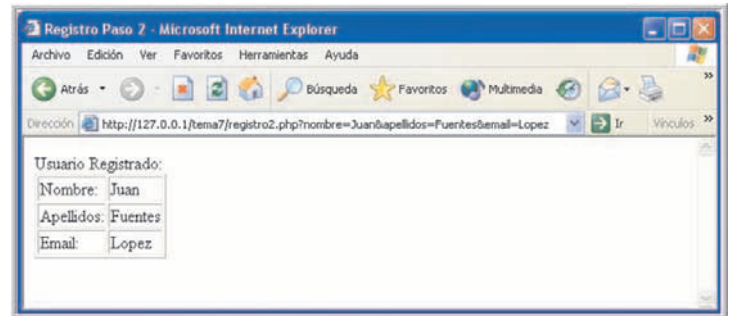 Registro Paso 2 - Microsoft Internet Explorer
Archivo Edición Ver Favoritos Herramientas Ayuda
Atrás Búsqueda Favoritos Multimedia »
Dirección http://127.0.0.1/tema7/registro2.php?nombre=Juan&apellidos=Fuentes&email=Lopez Ir Vínculos »
Usuario Registrado:
Nombre: Juan
Apellidos: Fuentes
Email: Lopez